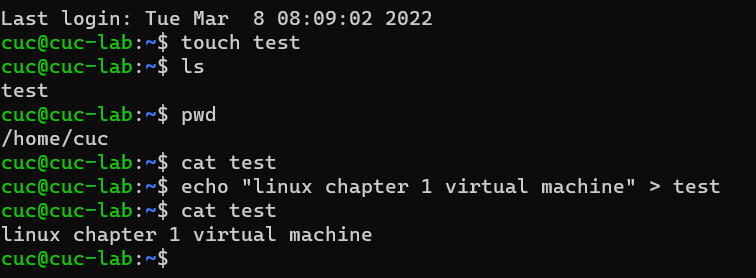 Last login: Tue Mar  8 08:09:02 2022
cuc@cuc-lab:~$ touch test
cuc@cuc-lab:~$ ls
test
cuc@cuc-lab:~$ pwd
/home/cuc
cuc@cuc-lab:~$ cat test
cuc@cuc-lab:~$ echo "linux chapter 1 virtual machine" > test
cuc@cuc-lab:~$ cat test
linux chapter 1 virtual machine
cuc@cuc-lab:~$